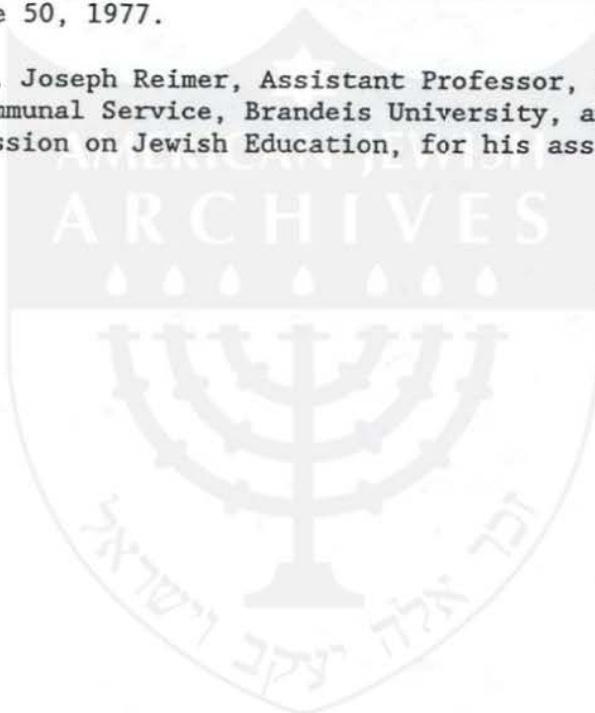 e 50, 1977.
. Joseph Reimer, Assistant Professor,
mmunal Service, Brandeis University, a
ssion on Jewish Education, for his ass
AMERICAN JEWISH
ARCHIVES
זכר אלה יעקב וישראל